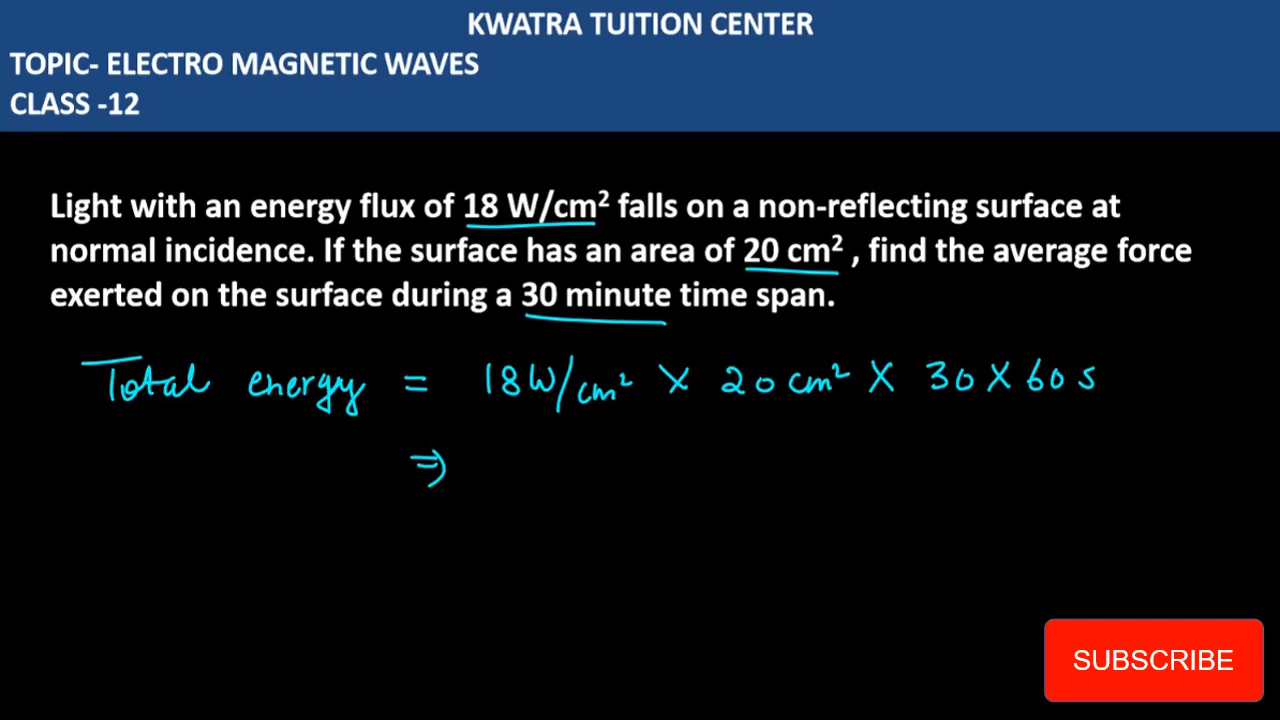 KWATRA TUITION CENTER
TOPIC- ELECTRO MAGNETIC WAVES
CLASS -12
Light with an energy flux of 18 W/cm² falls on a non-reflecting surface at
normal incidence. If the surface has an area of 20 cm² , find the average force
exerted on the surface during a 30 minute time span.
Total energy = 18W/cm² X 20cm² X 30X60s
⇒
SUBSCRIBE